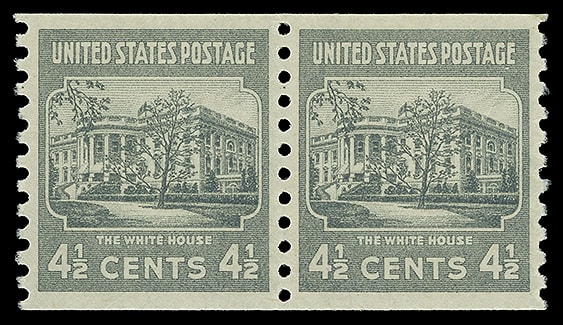 UNITED STATES POSTAGE
THE WHITE HOUSE
4½ CENTS 4½
UNITED STATES POSTAGE
THE WHITE HOUSE
4½ CENTS 4½